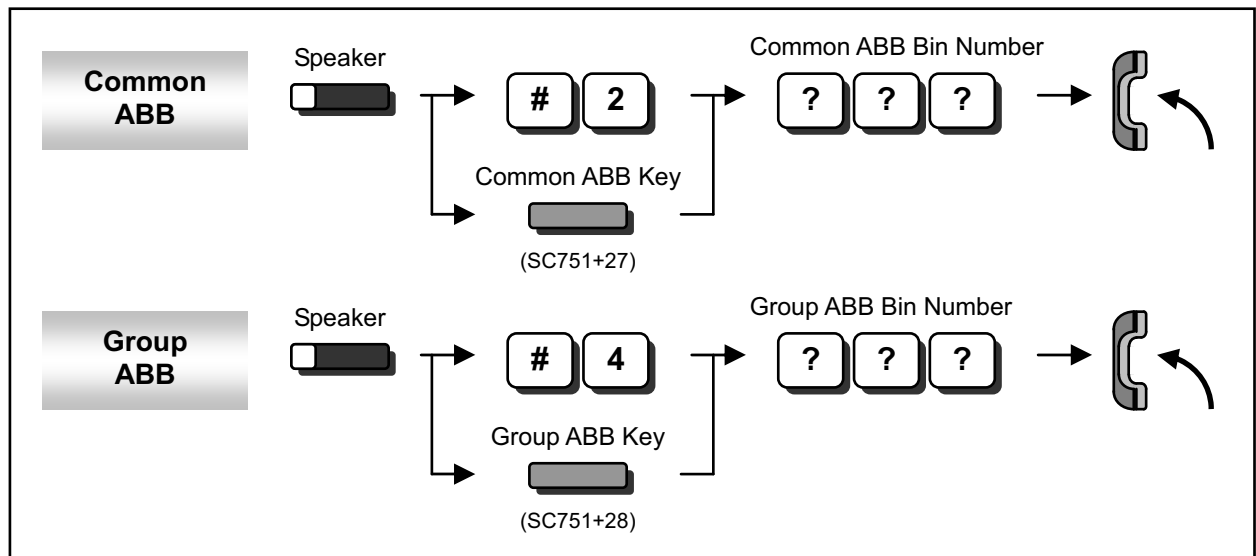 Common
ABB
Speaker
# 2
Common ABB Key
(SC751+27)
Common ABB Bin Number
? ? ?
Group
ABB
Speaker
# 4
Group ABB Key
(SC751+28)
Group ABB Bin Number
? ? ?